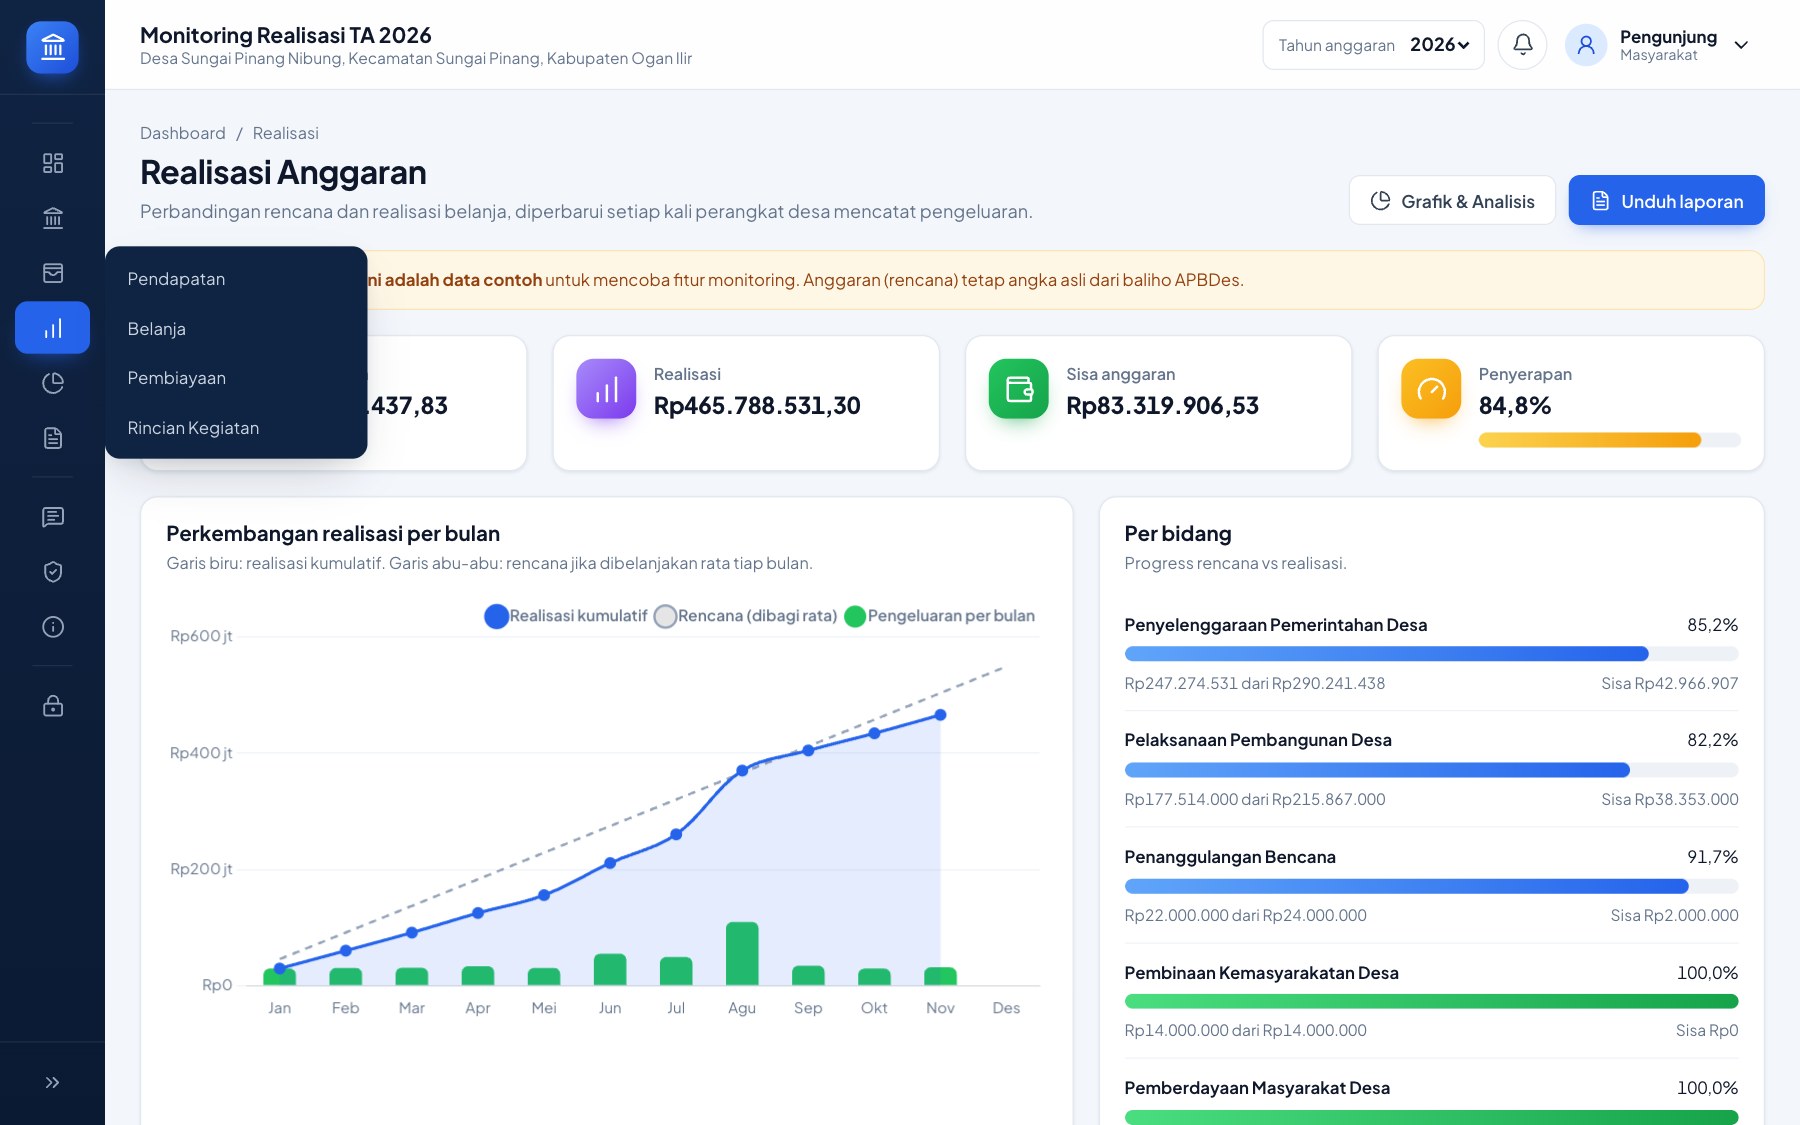 Monitoring Realisasi TA 2026
Desa Sungai Pinang Nibung, Kecamatan Sungai Pinang, Kabupaten Ogan Ilir
Tahun anggaran 2026
Pengunjung
Masyarakat
Dashboard / Realisasi
Realisasi Anggaran
Perbandingan rencana dan realisasi belanja, diperbarui setiap kali perangkat desa mencatat pengeluaran.
Grafik & Analisis
Unduh laporan
Pendapatan
Belanja
Pembiayaan
Rincian Kegiatan
adalah data contoh untuk mencoba fitur monitoring. Anggaran (rencana) tetap angka asli dari baliho APBDes.
.437,83
Realisasi
Rp465.788.531,30
Sisa anggaran
Rp83.319.906,53
Penyerapan
84,8%
Perkembangan realisasi per bulan
Garis biru: realisasi kumulatif. Garis abu-abu: rencana jika dibelanjakan rata tiap bulan.
Realisasi kumulatif Rencana (dibagi rata) Pengeluaran per bulan
Rp600 jt
Rp400 jt
Rp200 jt
Rp0
Jan Feb Mar Apr Mei Jun Jul Agu Sep Okt Nov Des
Per bidang
Progress rencana vs realisasi.
Penyelenggaraan Pemerintahan Desa 85,2%
Rp247.274.531 dari Rp290.241.438 Sisa Rp42.966.907
Pelaksanaan Pembangunan Desa 82,2%
Rp177.514.000 dari Rp215.867.000 Sisa Rp38.353.000
Penanggulangan Bencana 91,7%
Rp22.000.000 dari Rp24.000.000 Sisa Rp2.000.000
Pembinaan Kemasyarakatan Desa 100,0%
Rp14.000.000 dari Rp14.000.000 Sisa Rp0
Pemberdayaan Masyarakat Desa 100,0%